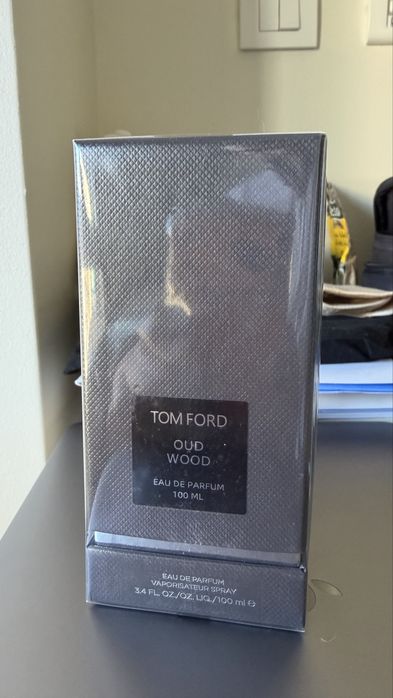 TOM FORD
OUD
WOOD
EAU DE PARFUM
100 ML
EAU DE PARFUM
VAPORISATEUR SPRAY
3.4 FL. OZ./OZ. LIQ./100 ml ℮